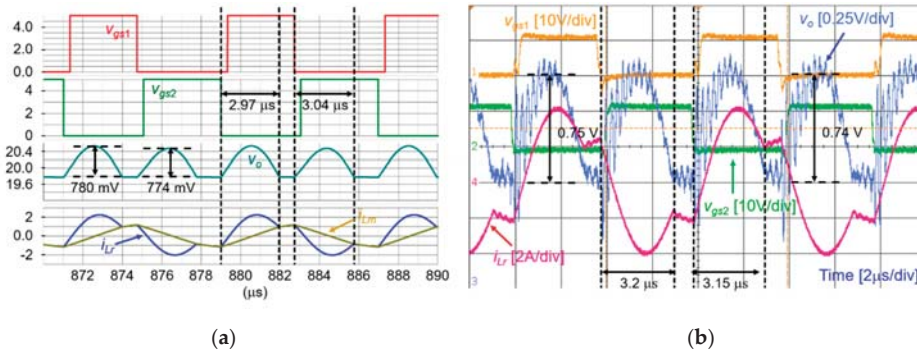 4.0
2.0
0.0
vgs1
4
2
0
vgs2
2.97 μs
3.04 μs
20.4
20.0
19.6
vo
780 mV
774 mV
2
0
-2
iLm
iLr
872 874 876 878 880 882 884 886 888 890
(μs)
(a)
vgs1 [10V/div]
vo [0.25V/div]
0.75 V
0.74 V
2
4
3
vgs2 [10V/div]
iLr [2A/div]
Time [2μs/div]
3.2 μs
3.15 μs
(b)